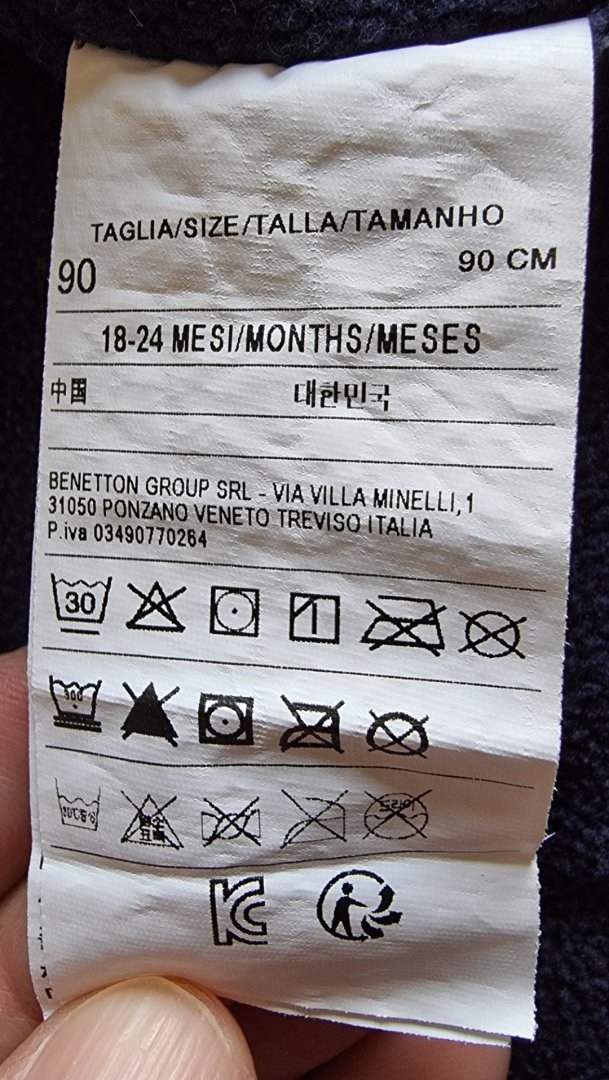 TAGLIA/SIZE/TALLA/TAMANHO
90 90 CM
18-24 MESI/MONTHS/MESES
中国 대한민국
BENETTON GROUP SRL - VIA VILLA MINELLI,1
31050 PONZANO VENETO TREVISO ITALIA
P.iva 03490770264
30
KC